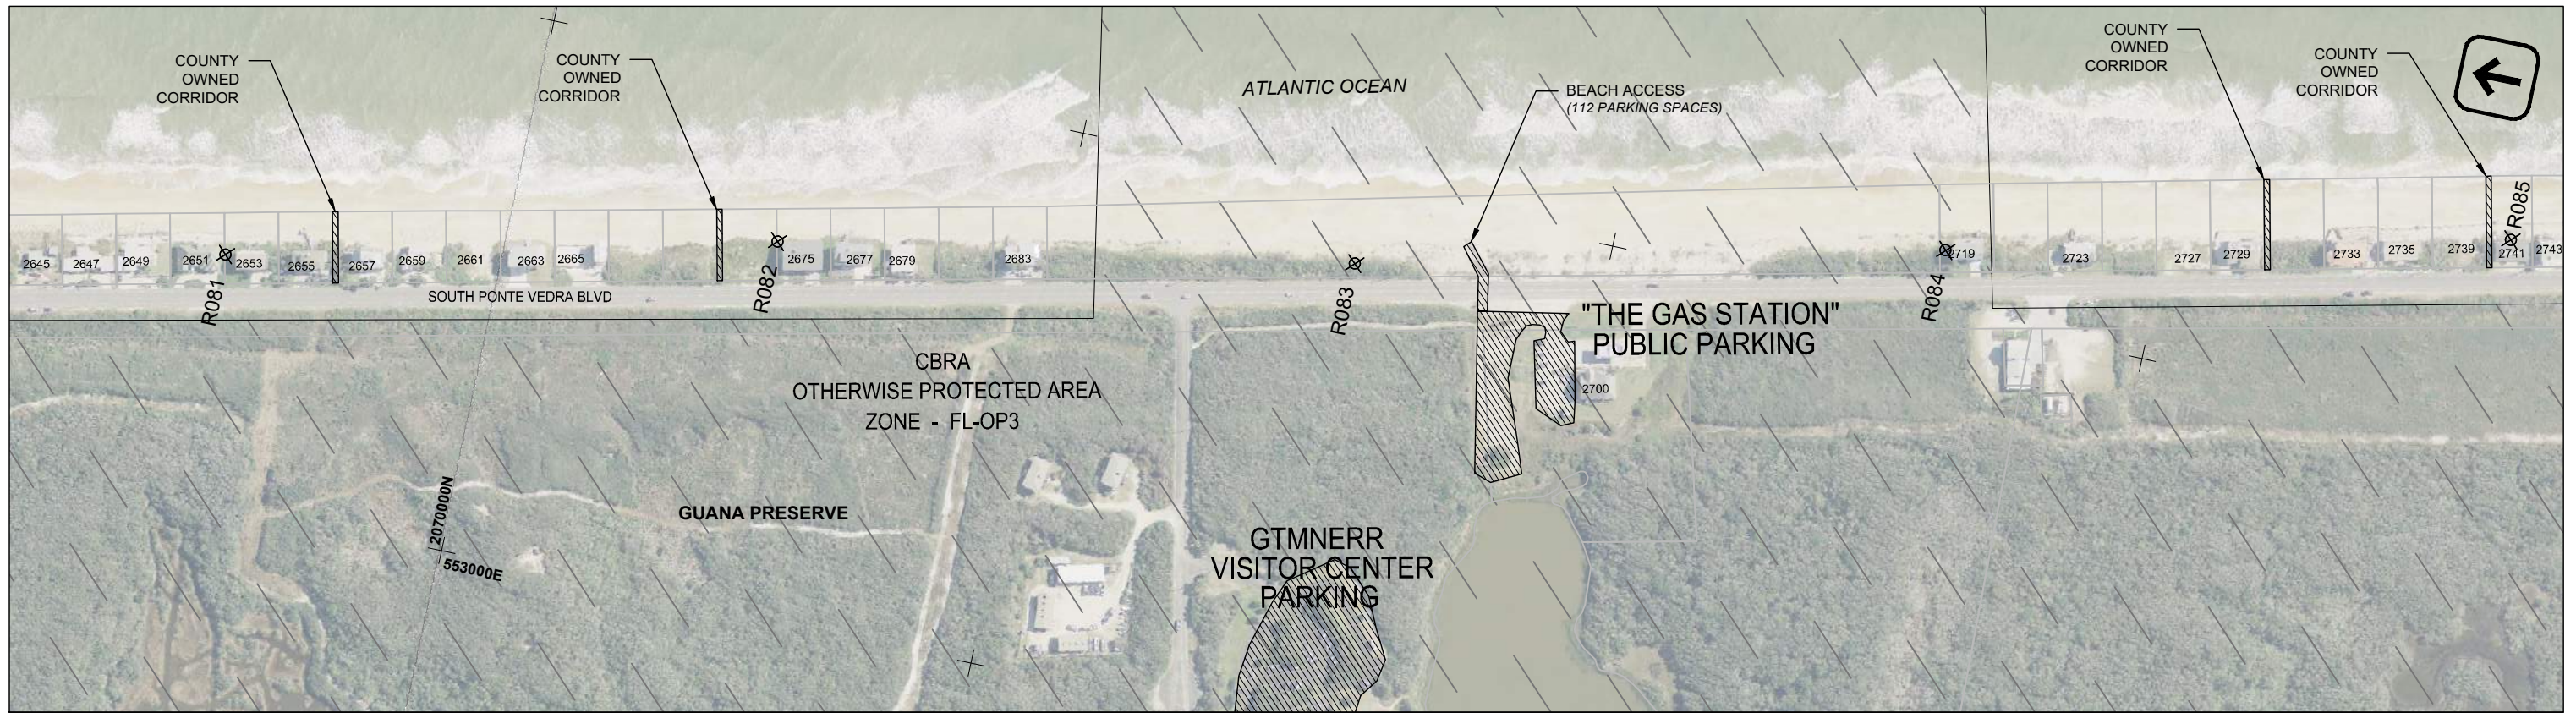 COUNTY
OWNED
CORRIDOR
COUNTY
OWNED
CORRIDOR
ATLANTIC OCEAN
BEACH ACCESS
(112 PARKING SPACES)
COUNTY
OWNED
CORRIDOR
COUNTY
OWNED
CORRIDOR
2645
2647
2649
2651
2653
2655
2657
2659
2661
2663
2665
2675
2677
2679
2683
2719
2723
2727
2729
2733
2735
2739
2741
2743
R081
R082
R083
R084
R085
SOUTH PONTE VEDRA BLVD
"THE GAS STATION"
PUBLIC PARKING
2700
CBRA
OTHERWISE PROTECTED AREA
ZONE - FL-OP3
GUANA PRESERVE
2070000N
553000E
GTMNERR
VISITOR CENTER
PARKING